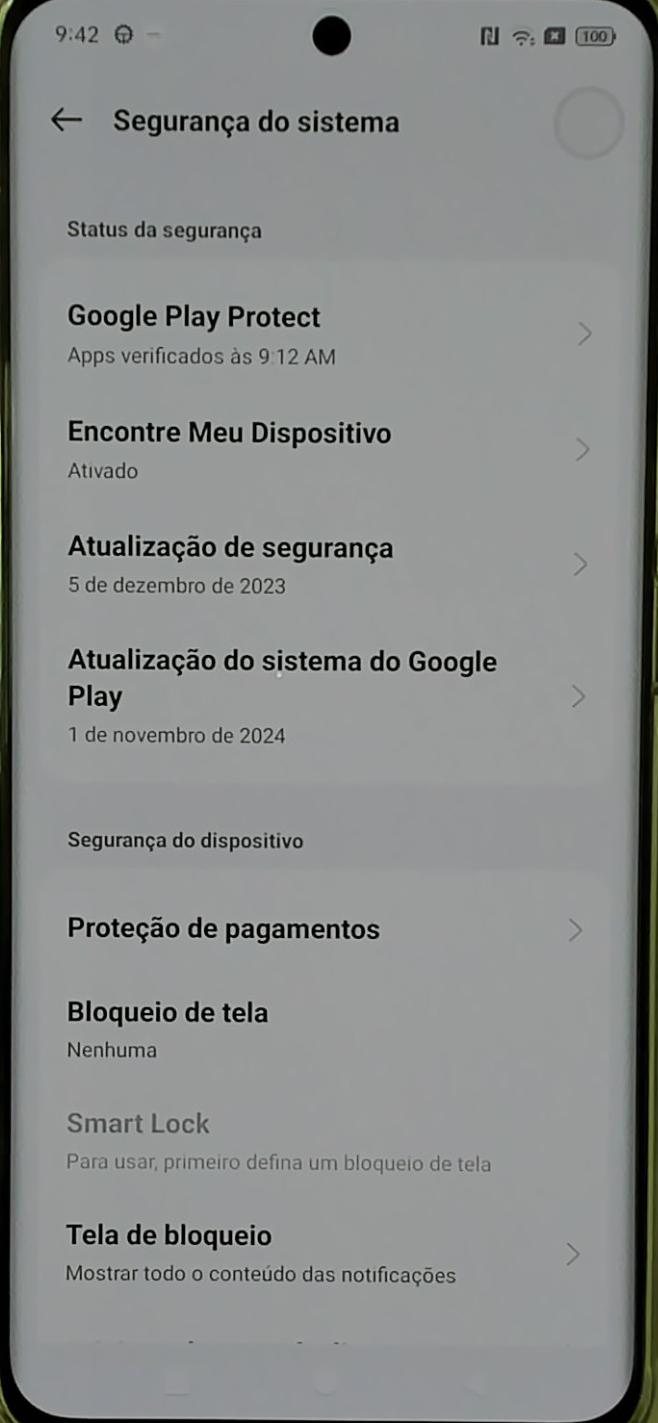 9:42
100
Segurança do sistema
Status da segurança
Google Play Protect
Apps verificados às 9:12 AM
Encontre Meu Dispositivo
Ativado
Atualização de segurança
5 de dezembro de 2023
Atualização do sistema do Google
Play
1 de novembro de 2024
Segurança do dispositivo
Proteção de pagamentos
Bloqueio de tela
Nenhuma
Smart Lock
Para usar, primeiro defina um bloqueio de tela
Tela de bloqueio
Mostrar todo o conteúdo das notificações